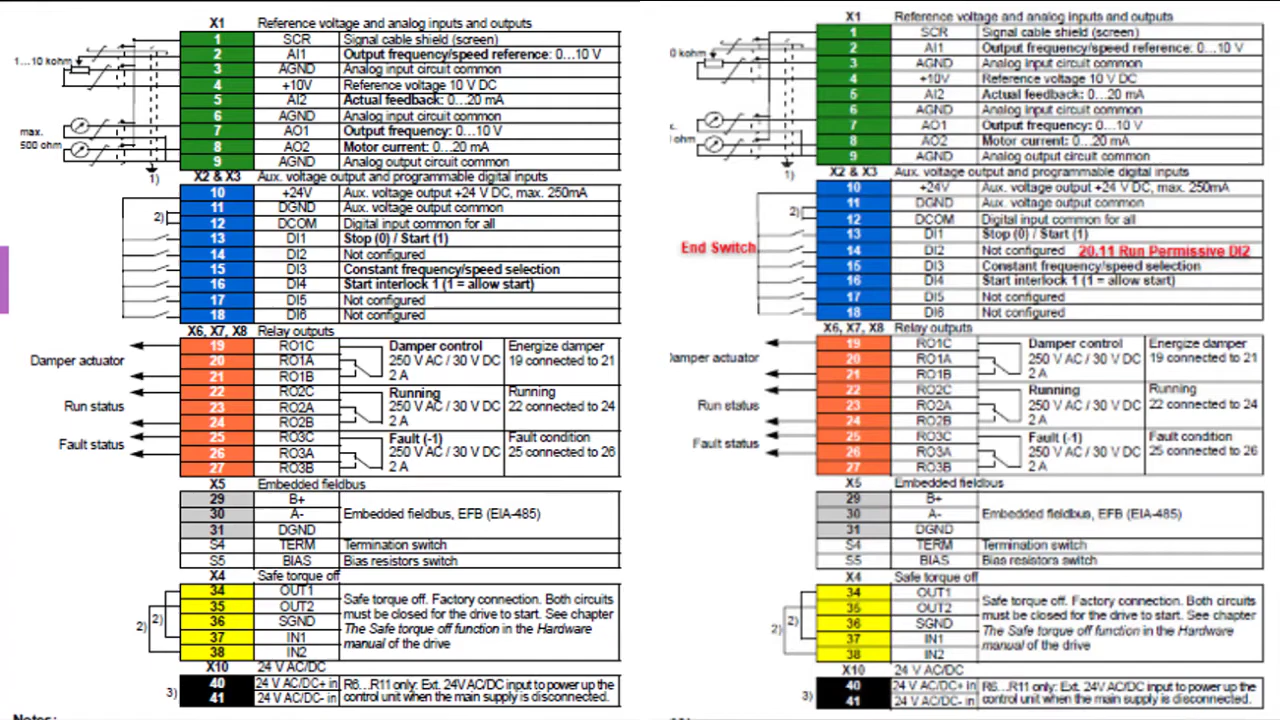 X1 Reference voltage and analog inputs and outputs
1 SCR Signal cable shield (screen)
2 AI1 Output frequency/speed reference: 0...10 V
1...10 kohm
3 AGND Analog input circuit common
4 +10V Reference voltage 10 V DC
5 AI2 Actual feedback: 0...20 mA
6 AGND Analog input circuit common
max.
500 ohm
7 AO1 Output frequency: 0...10 V
8 AO2 Motor current: 0...20 mA
9 AGND Analog output circuit common
1)
X2 & X3 Aux. voltage output and programmable digital inputs
10 +24V Aux. voltage output +24 V DC, max. 250mA
11 DGND Aux. voltage output common
2)
12 DCOM Digital input common for all
13 DI1 Stop (0) / Start (1)
14 DI2 Not configured
15 DI3 Constant frequency/speed selection
16 DI4 Start interlock 1 (1 = allow start)
17 DI5 Not configured
18 DI6 Not configured
X6, X7, X8 Relay outputs
19 RO1C Damper control Energize damper
Damper actuator 20 RO1A 250 V AC / 30 V DC 19 connected to 21
21 RO1B 2 A
22 RO2C Running Running
Run status 23 RO2A 250 V AC / 30 V DC 22 connected to 24
24 RO2B 2 A
25 RO3C Fault (-1) Fault condition
Fault status 26 RO3A 250 V AC / 30 V DC 25 connected to 26
27 RO3B 2 A
X5 Embedded fieldbus
29 B+
30 A- Embedded fieldbus, EFB (EIA-485)
31 DGND
S4 TERM Termination switch
S5 BIAS Bias resistors switch
X4 Safe torque off
34 OUT1 Safe torque off. Factory connection. Both circuits
35 OUT2 must be closed for the drive to start. See chapter
2) 2) 36 SGND The Safe torque off function in the Hardware
37 IN1 manual of the drive
38 IN2
X10 24 V AC/DC
3) 40 24 V AC/DC+ in R6...R11 only: Ext. 24V AC/DC input to power up the
41 24 V AC/DC- in control unit when the main supply is disconnected.
Notes:
X1 Reference voltage and analog inputs and outputs
1 SCR Signal cable shield (screen)
2 AI1 Output frequency/speed reference: 0...10 V
0 kohm
3 AGND Analog input circuit common
4 +10V Reference voltage 10 V DC
5 AI2 Actual feedback: 0...20 mA
6 AGND Analog input circuit common
7 AO1 Output frequency: 0...10 V
ohm
8 AO2 Motor current: 0...20 mA
9 AGND Analog output circuit common
1)
X2 & X3 Aux. voltage output and programmable digital inputs
10 +24V Aux. voltage output +24 V DC, max. 250mA
11 DGND Aux. voltage output common
2)
12 DCOM Digital input common for all
13 DI1 Stop (0) / Start (1)
End Switch 14 DI2 Not configured 20.11 Run Permissive DI2
15 DI3 Constant frequency/speed selection
16 DI4 Start interlock 1 (1 = allow start)
17 DI5 Not configured
18 DI6 Not configured
X6, X7, X8 Relay outputs
19 RO1C Damper control Energize damper
Damper actuator 20 RO1A 250 V AC / 30 V DC 19 connected to 21
21 RO1B 2 A
22 RO2C Running Running
Run status 23 RO2A 250 V AC / 30 V DC 22 connected to 24
24 RO2B 2 A
25 RO3C Fault (-1) Fault condition
Fault status 26 RO3A 250 V AC / 30 V DC 25 connected to 26
27 RO3B 2 A
X5 Embedded fieldbus
29 B+
30 A- Embedded fieldbus, EFB (EIA-485)
31 DGND
S4 TERM Termination switch
S5 BIAS Bias resistors switch
X4 Safe torque off
34 OUT1 Safe torque off. Factory connection. Both circuits
35 OUT2 must be closed for the drive to start. See chapter
2) 2) 36 SGND The Safe torque off function in the Hardware
37 IN1 manual of the drive
38 IN2
X10 24 V AC/DC
3) 40 24 V AC/DC+ in R6...R11 only: Ext. 24V AC/DC input to power up the
41 24 V AC/DC- in control unit when the main supply is disconnected.